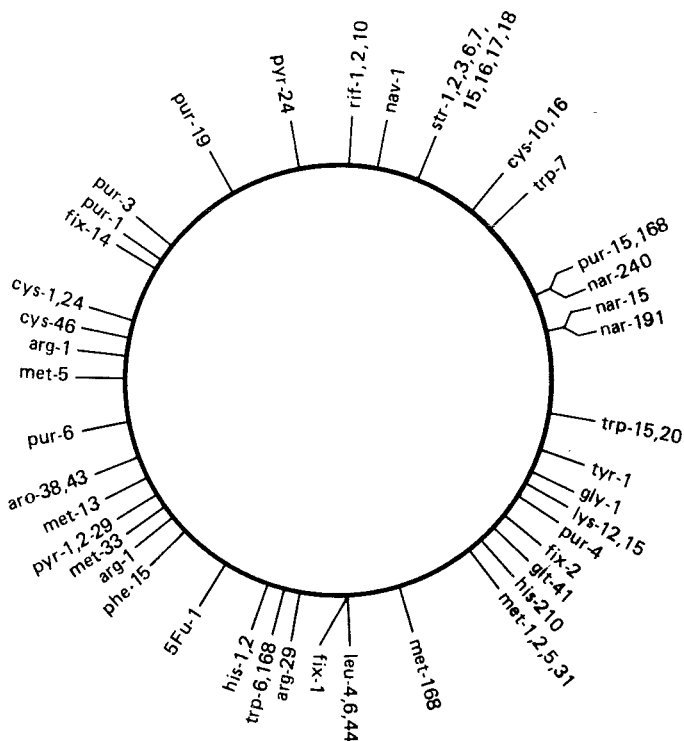 rif-1,2,10
nav-1
str-1,2,3,6,7,
15,16,17,18
cys-10,16
trp-7
pur-15,168
nar-240
nar-15
nar-191
trp-15,20
tyr-1
gly-1
lys-12,15
pur-4
fix-2
glt-41
his-210
met-1,2,5,31
met-168
leu-4,6,44
fix-1
arg-29
trp-6,168
his-1,2
5Fu-1
phe-15
arg-1
met-33
pyr-1,2-29
met-13
aro-38,43
pur-6
met-5
arg-1
cys-46
cys-1,24
fix-14
pur-1
pur-3
pur-19
pyr-24